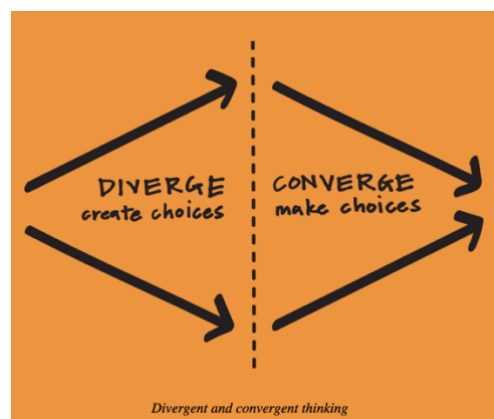 DIVERGE
create choices
CONVERGE
make choices
Divergent and convergent thinking